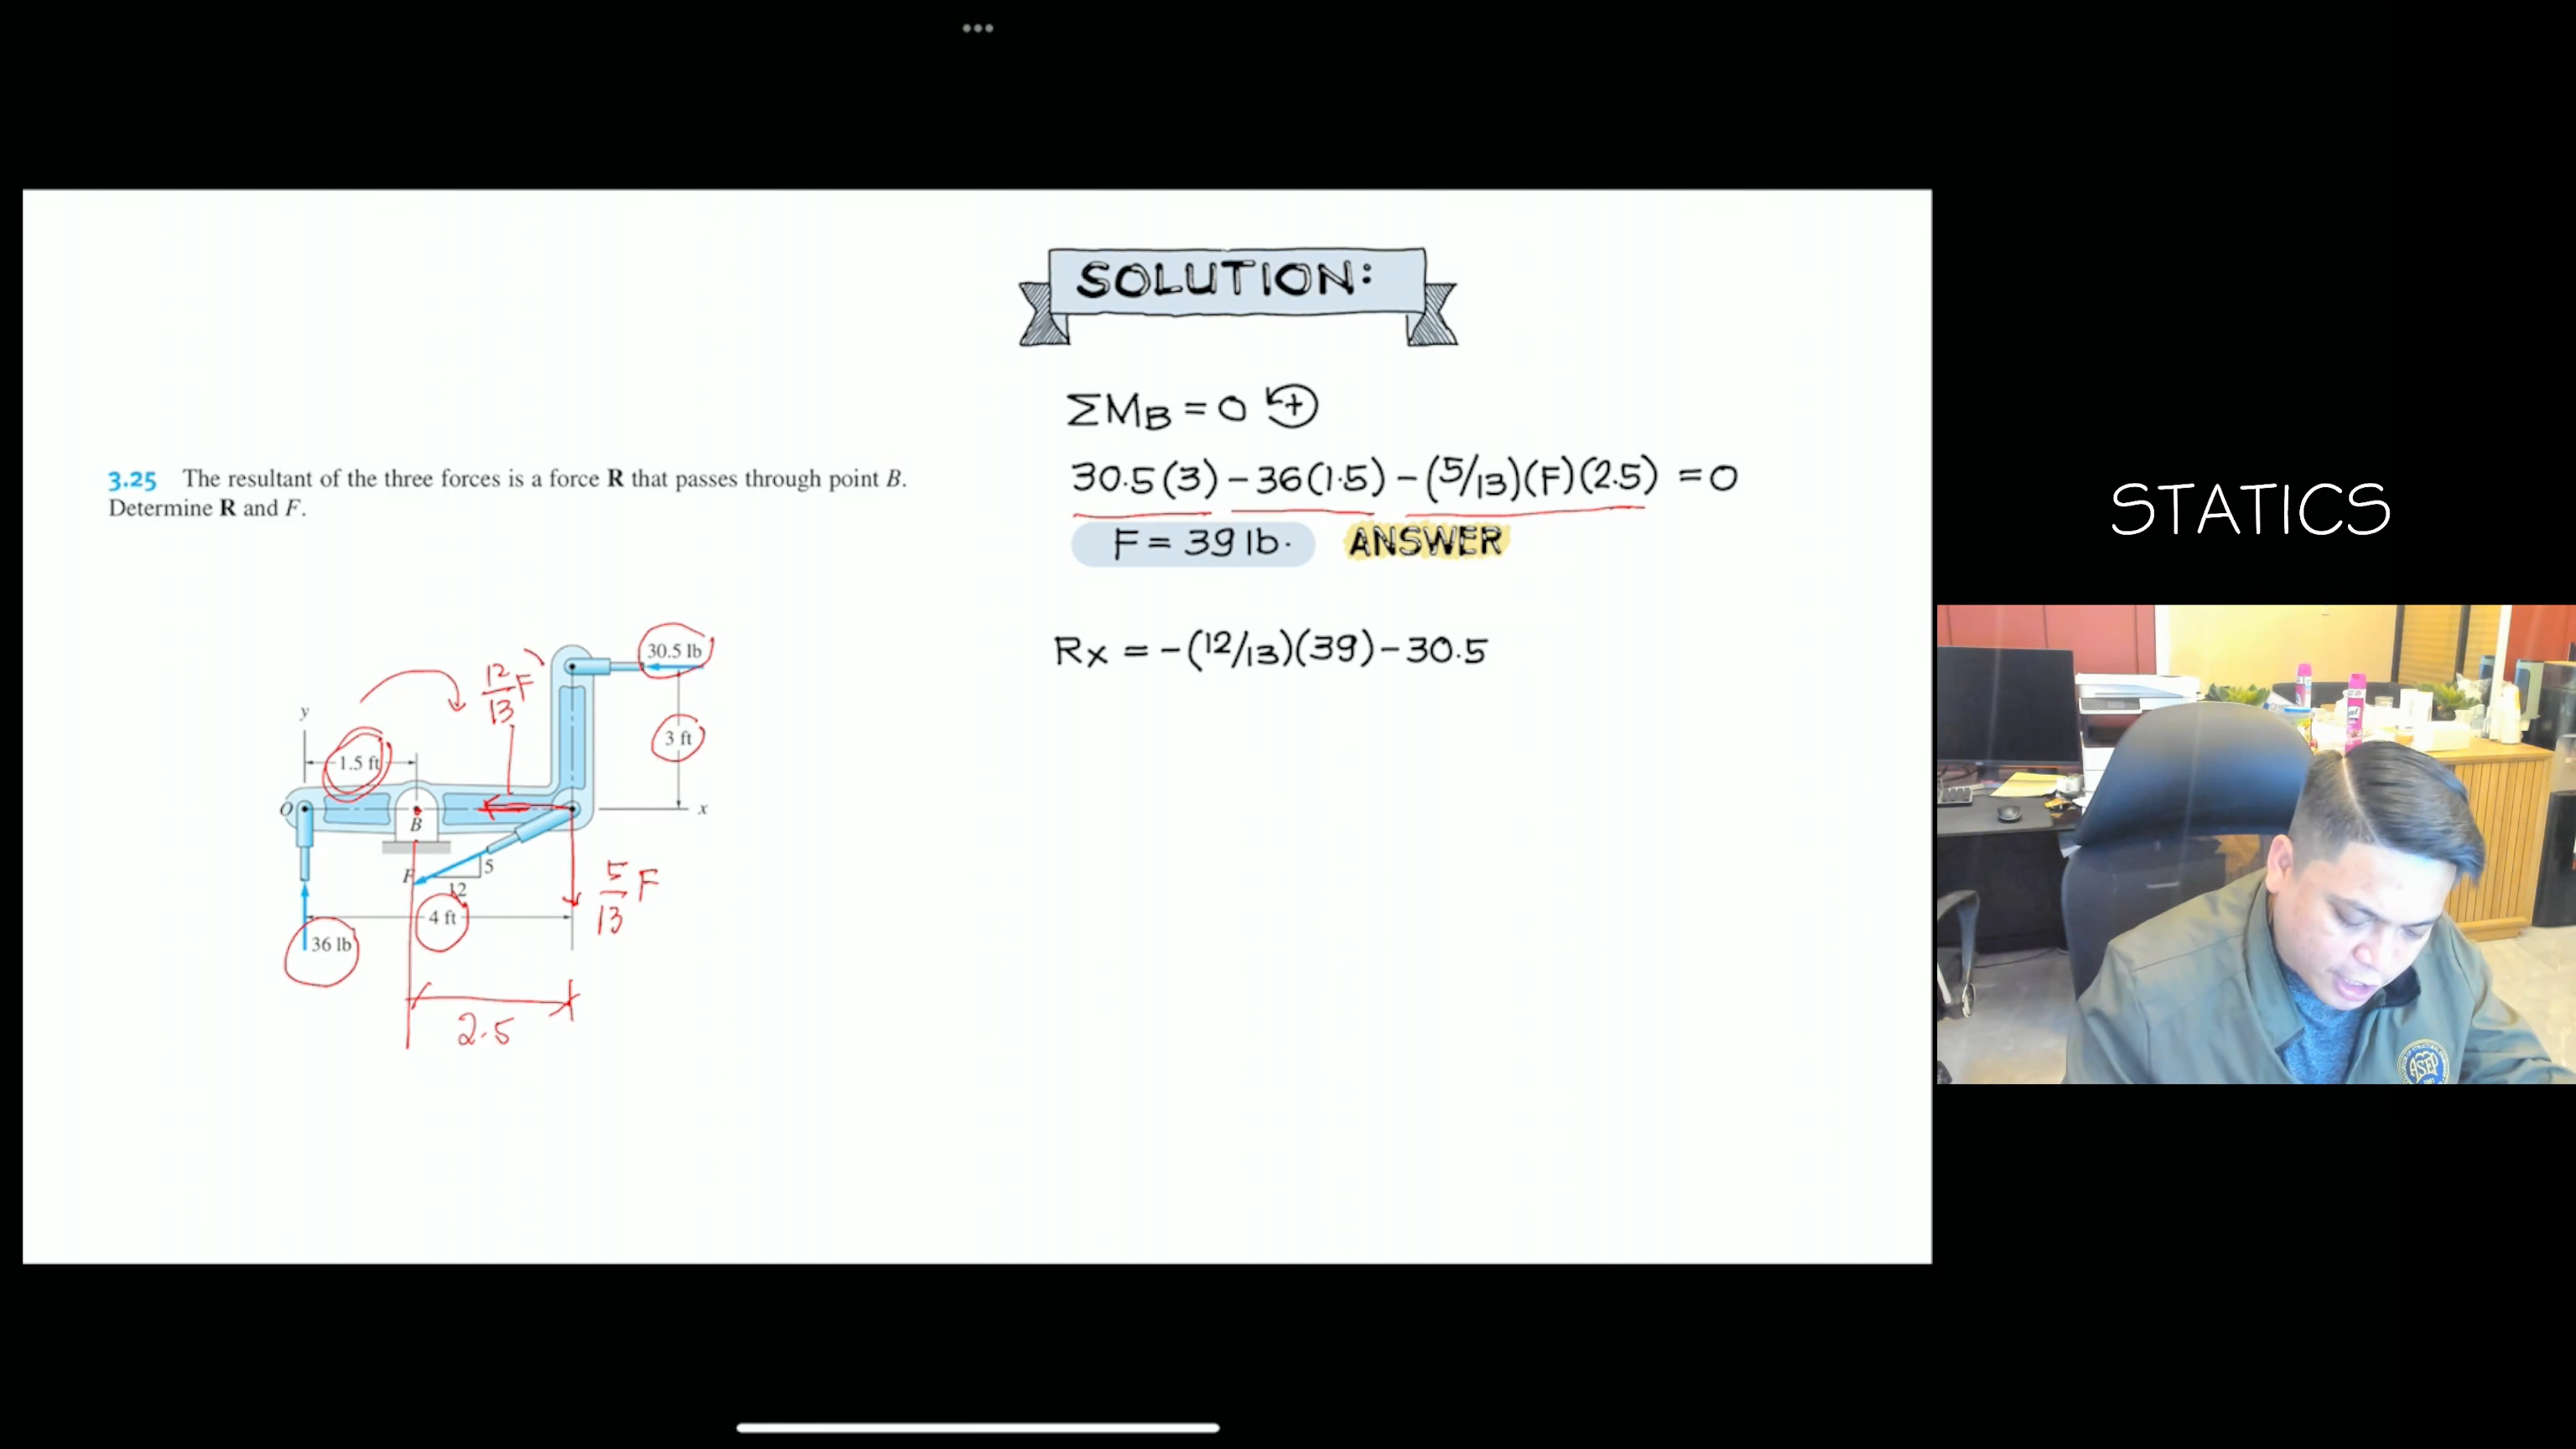 SOLUTION:
ΣMB = 0 +
30.5(3) - 36(1.5) - (5/13)(F)(2.5) = 0
F = 39 lb. ANSWER
Rx = -(12/13)(39) - 30.5
3.25 The resultant of the three forces is a force R that passes through point B.
Determine R and F.
30.5 lb
12/13 F
y
3 ft
1.5 ft
O
x
B
5
F
12
5/13 F
4 ft
36 lb
2.5
STATICS
ASEP